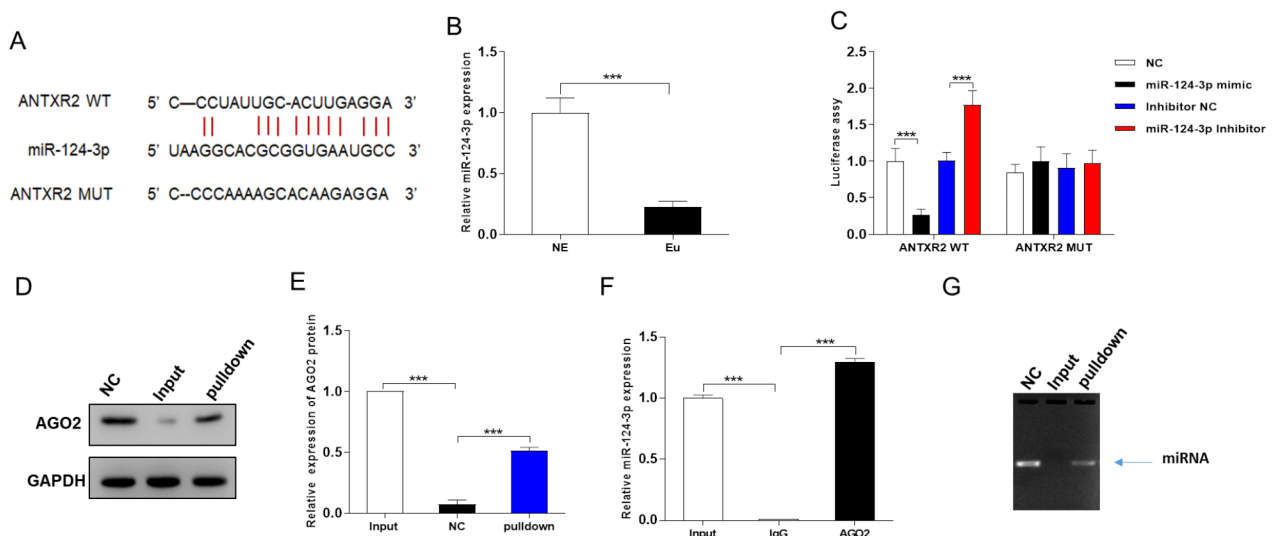 A
ANTXR2 WT 5’ C—CCUAUUGC-ACUUGAGGA 3’
miR-124-3p 5’ UAAGGCACGCGGUGAAUGCC 3’
ANTXR2 MUT 5’ C--CCCAAAAGCACAAGAGGA 3’
B
Relative miR-124-3p expression
1.5
1.0
0.5
0.0
***
NE Eu
C
Luciferase assy
2.5
2.0
1.5
1.0
0.5
0.0
***
***
ANTXR2 WT ANTXR2 MUT
NC
miR-124-3p mimic
Inhibitor NC
miR-124-3p Inhibitor
D
NC Input pulldown
AGO2
GAPDH
E
Relative expression of AGO2 protein
1.5
1.0
0.5
0.0
***
***
Input NC pulldown
F
Relative miR-124-3p expression
1.5
1.0
0.5
0.0
***
***
Input IgG AGO2
G
NC Input pulldown
miRNA